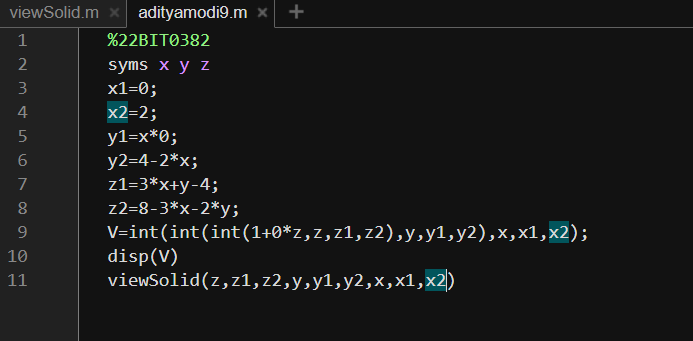 viewSolid.m × adityamodi9.m × +
1 %22BIT0382
2 syms x y z
3 x1=0;
4 x2=2;
5 y1=x*0;
6 y2=4-2*x;
7 z1=3*x+y-4;
8 z2=8-3*x-2*y;
9 V=int(int(int(1+0*z,z,z1,z2),y,y1,y2),x,x1,x2);
10 disp(V)
11 viewSolid(z,z1,z2,y,y1,y2,x,x1,x2)